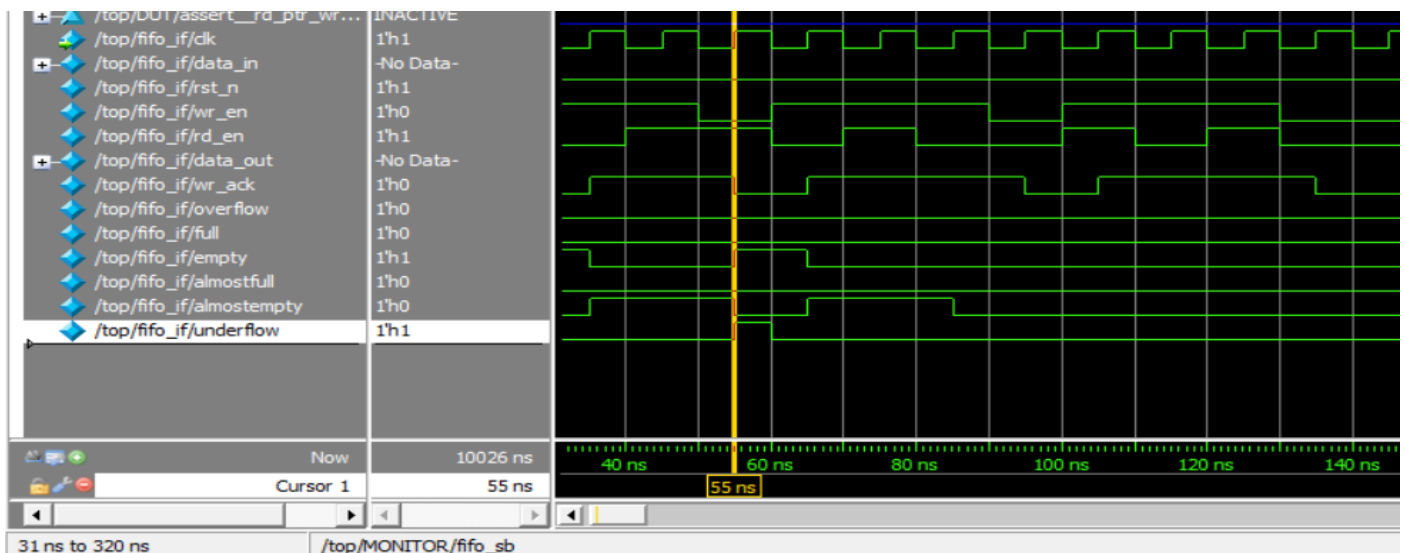 /top/DUT/assert__rd_ptr_wr... INACTIVE
/top/fifo_if/clk 1'h1
/top/fifo_if/data_in -No Data-
/top/fifo_if/rst_n 1'h1
/top/fifo_if/wr_en 1'h0
/top/fifo_if/rd_en 1'h1
/top/fifo_if/data_out -No Data-
/top/fifo_if/wr_ack 1'h0
/top/fifo_if/overflow 1'h0
/top/fifo_if/full 1'h0
/top/fifo_if/empty 1'h1
/top/fifo_if/almostfull 1'h0
/top/fifo_if/almostempty 1'h0
/top/fifo_if/underflow 1'h1
Now 10026 ns 40 ns 60 ns 80 ns 100 ns 120 ns 140 ns
Cursor 1 55 ns 55 ns
31 ns to 320 ns /top/MONITOR/fifo_sb